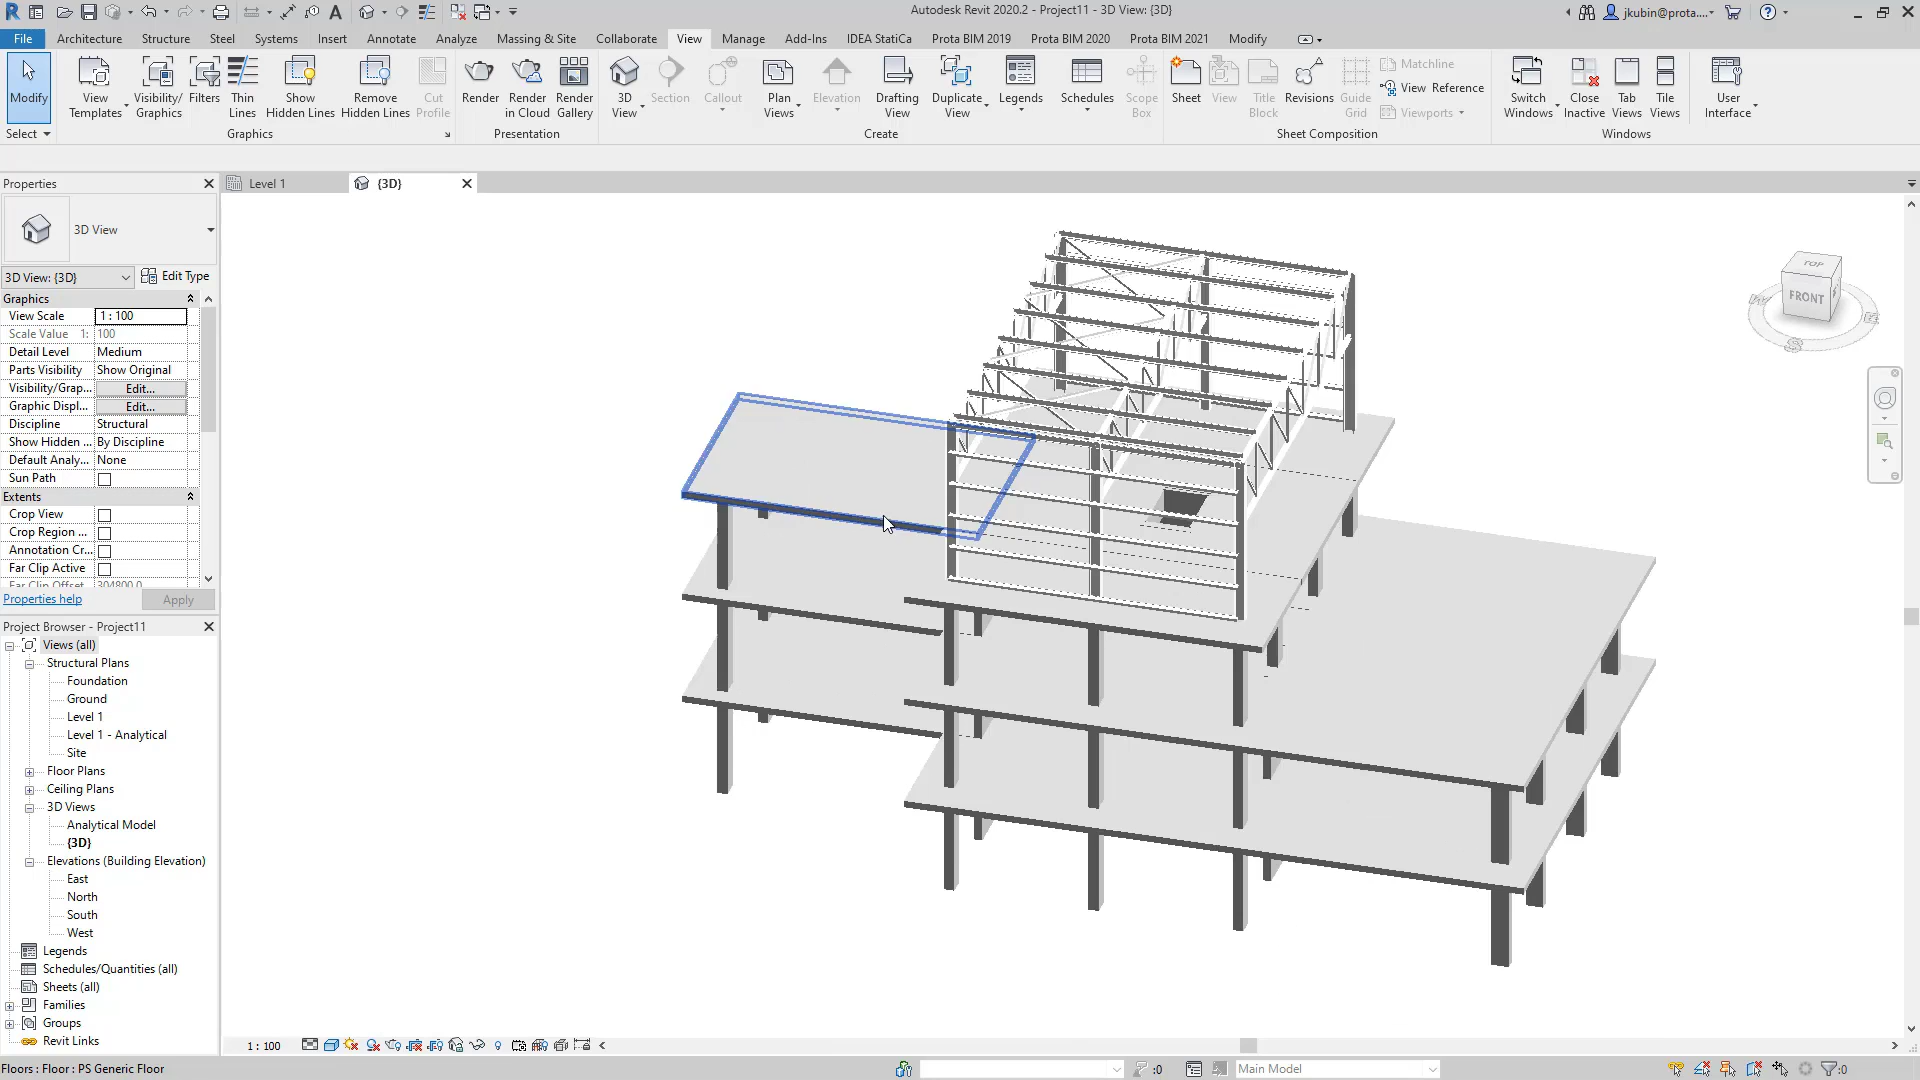 Autodesk Revit 2020.2 - Project11 - 3D View: {3D}
jkubin@prota....
File Architecture Structure Steel Systems Insert Annotate Analyze Massing & Site Collaborate View Manage Add-Ins IDEA StatiCa Prota BIM 2019 Prota BIM 2020 Prota BIM 2021 Modify
Modify
View Templates
Visibility/ Graphics
Filters
Thin Lines
Show Hidden Lines
Remove Hidden Lines
Cut Profile
Render
Render in Cloud
Render Gallery
3D View
Section
Callout
Plan Views
Elevation
Drafting View
Duplicate View
Legends
Schedules
Scope Box
Sheet
View
Title Block
Revisions
Guide Grid
Matchline
View Reference
Viewports
Switch Windows
Close Inactive
Tab Views
Tile Views
User Interface
Select Graphics Presentation Create Sheet Composition Windows
Properties
Level 1
{3D}
3D View
3D View: {3D}
Edit Type
Graphics
View Scale 1 : 100
Scale Value 1: 100
Detail Level Medium
Parts Visibility Show Original
Visibility/Grap... Edit...
Graphic Displ... Edit...
Discipline Structural
Show Hidden ... By Discipline
Default Analy... None
Sun Path
Extents
Crop View
Crop Region ...
Annotation Cr...
Far Clip Active
Far Clip Offset 304800.0
Properties help Apply
Project Browser - Project11
Views (all)
Structural Plans
Foundation
Ground
Level 1
Level 1 - Analytical
Site
Floor Plans
Ceiling Plans
3D Views
Analytical Model
{3D}
Elevations (Building Elevation)
East
North
South
West
Legends
Schedules/Quantities (all)
Sheets (all)
Families
Groups
Revit Links
TOP
FRONT
S
1 : 100
Floors : Floor : PS Generic Floor
:0
Main Model
:0